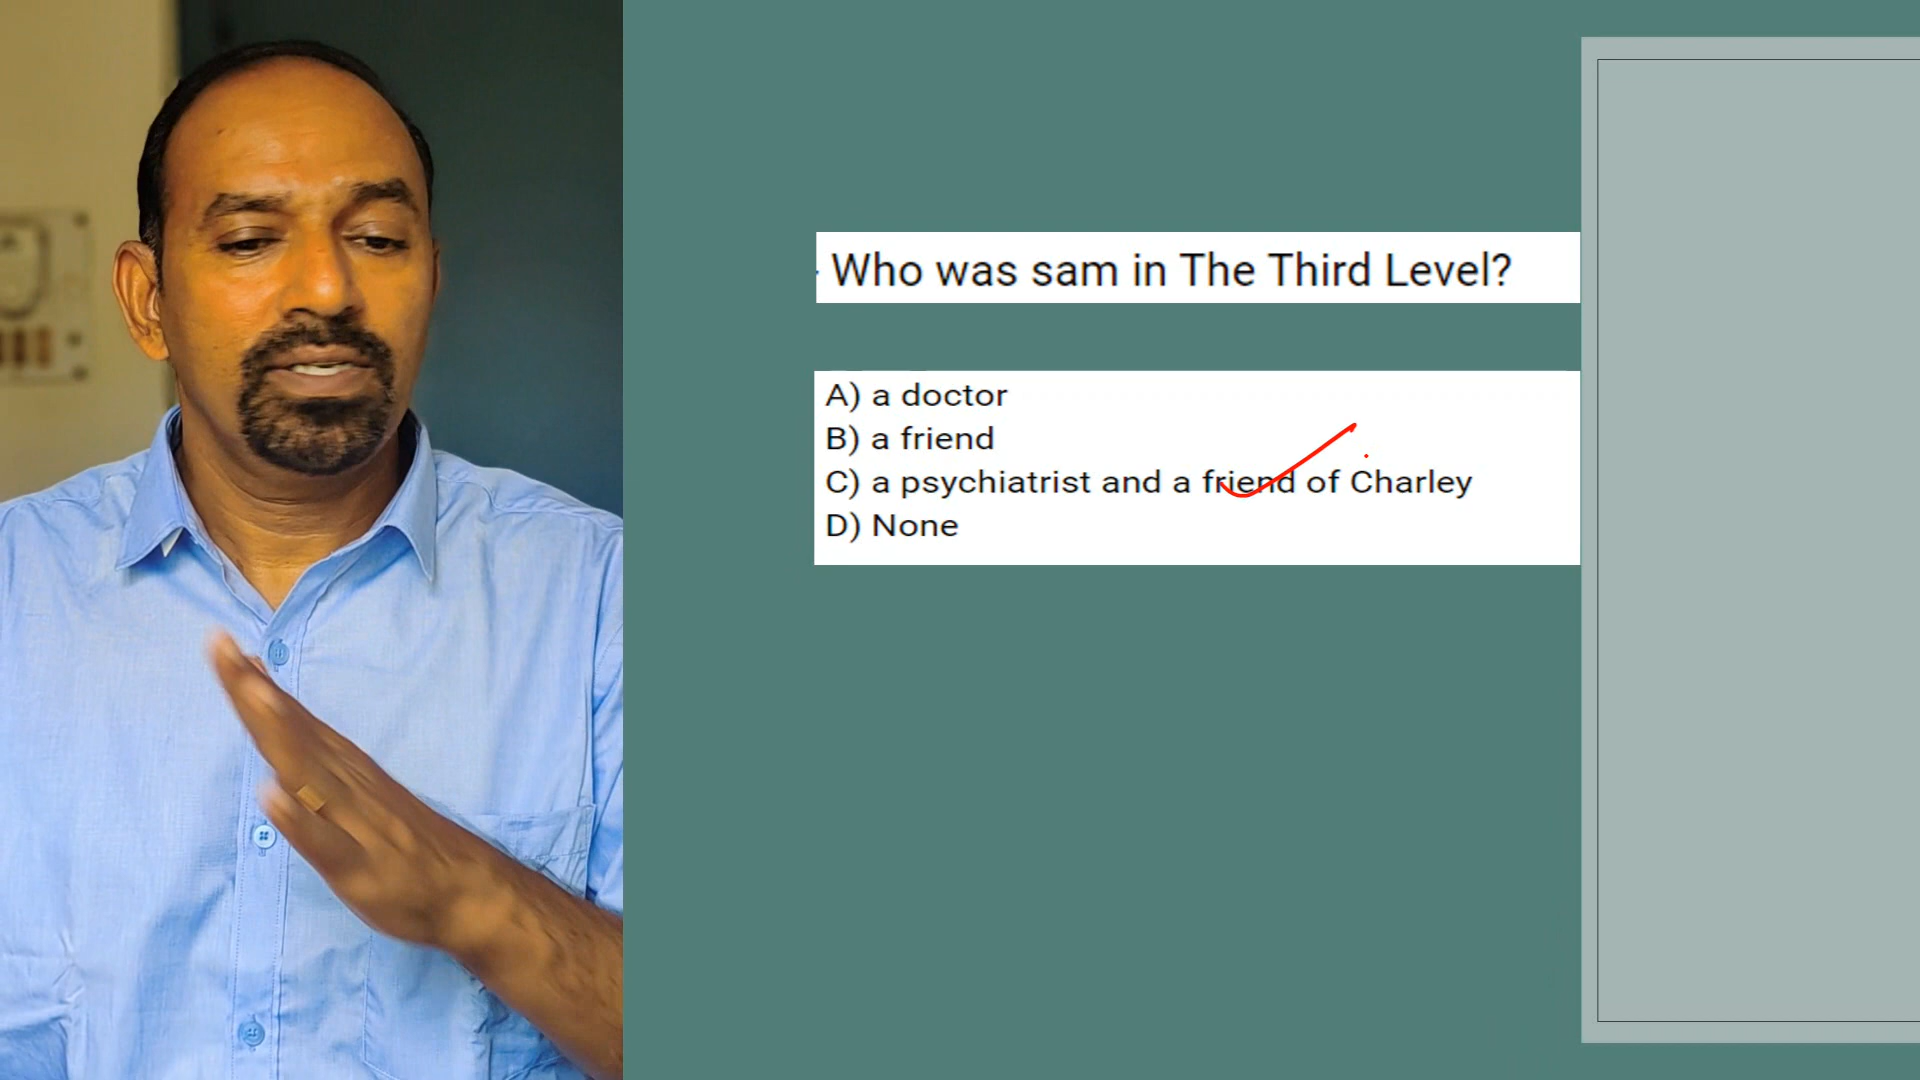 Who was sam in The Third Level?
A) a doctor
B) a friend
C) a psychiatrist and a friend of Charley
D) None